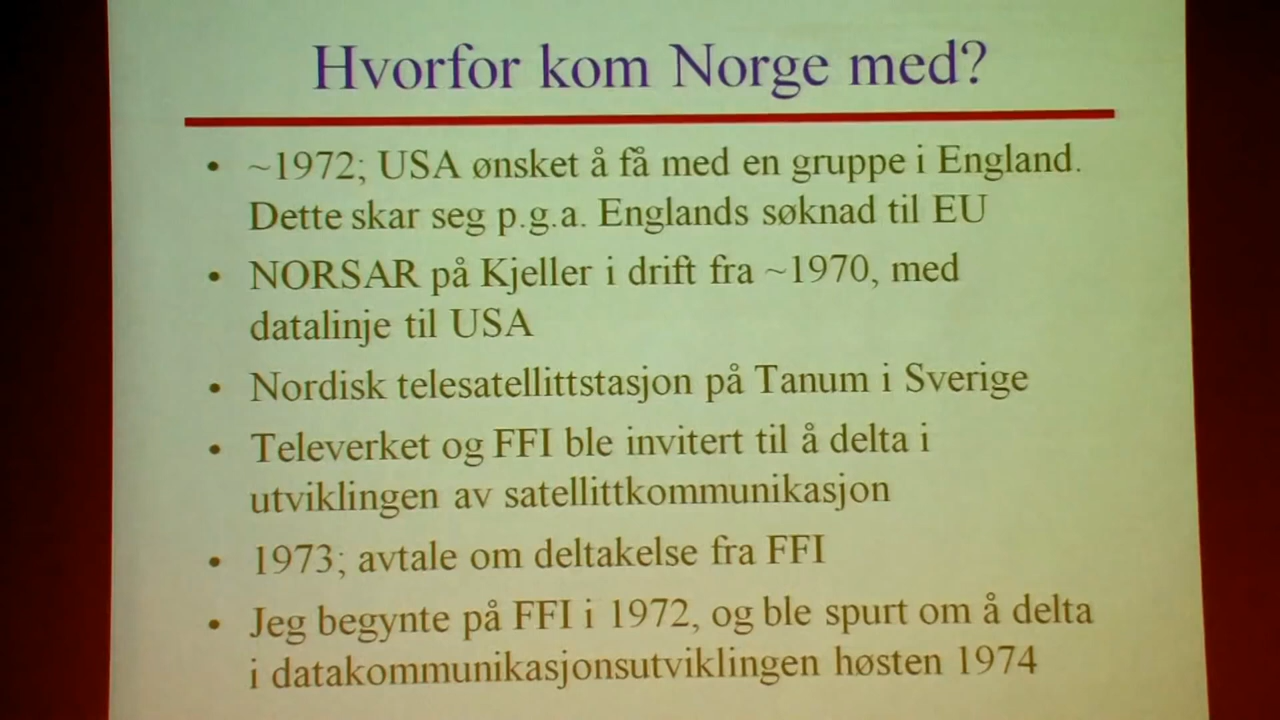 Hvorfor kom Norge med?
• ~1972; USA ønsket å få med en gruppe i England.
Dette skar seg p.g.a. Englands søknad til EU
• NORSAR på Kjeller i drift fra ~1970, med
datalinje til USA
• Nordisk telesatellittstasjon på Tanum i Sverige
• Televerket og FFI ble invitert til å delta i
utviklingen av satellittkommunikasjon
• 1973; avtale om deltakelse fra FFI
• Jeg begynte på FFI i 1972, og ble spurt om å delta
i datakommunikasjonsutviklingen høsten 1974